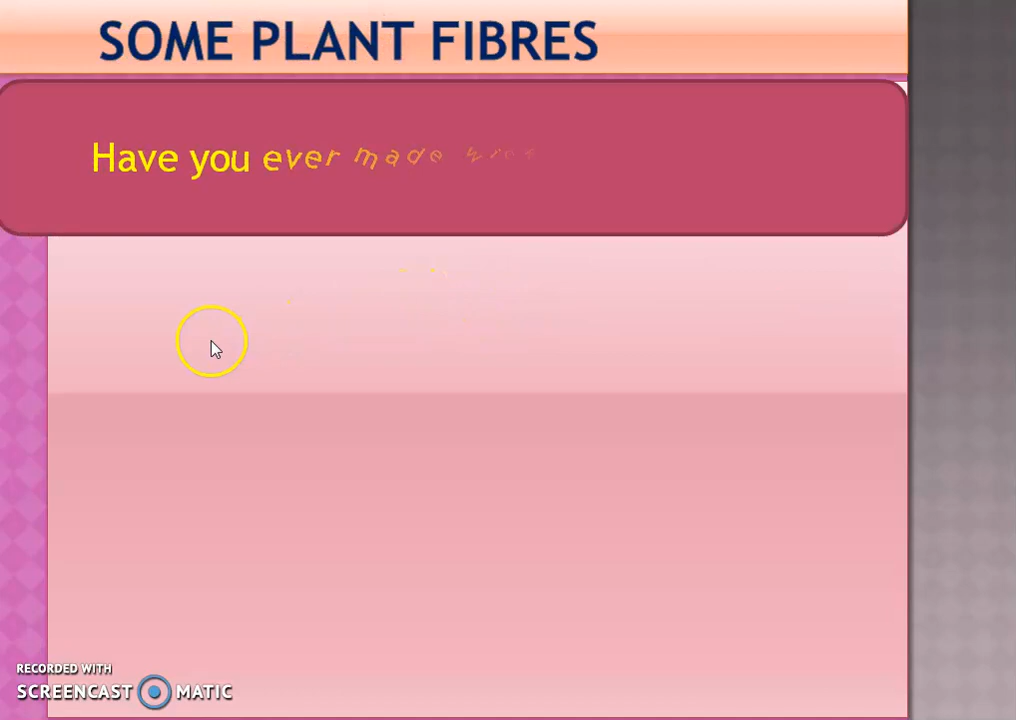 SOME PLANT FIBRES
Have you ever made
RECORDED WITH
SCREENCAST MATIC